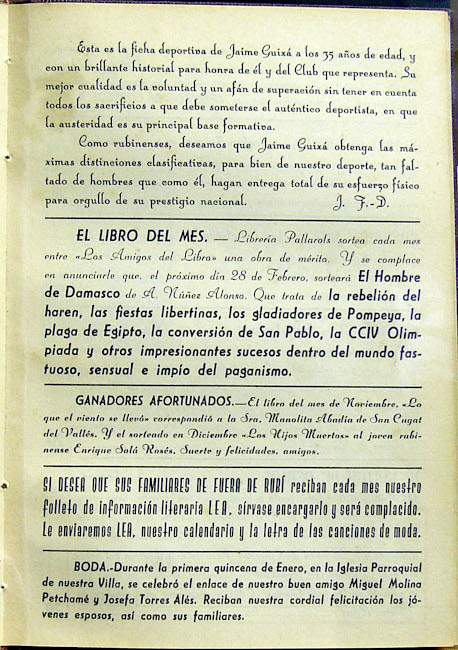 Esta es la ficha deportiva de Jaime Guixá a los 35 años de edad, y
con un brillante historial para honra de él y del Club que representa. Su
mejor cualidad es la voluntad y un afán de superación sin tener en cuenta
todos los sacrificios a que debe someterse el auténtico deportista, en que
la austeridad es su principal base formativa.
Como rubinenses, deseamos que Jaime Guixá obtenga las má-
ximas distinciones clasificativas, para bien de nuestro deporte, tan fal-
tado de hombres que como él, hagan entrega total de su esfuerzo físico
para orgullo de su prestigio nacional. J. F.-D.
EL LIBRO DEL MES. — Librería Pallarols sortea cada mes
entre «Los Amigos del Libro» una obra de mérito. Y se complace
en anunciarle que, el próximo día 28 de Febrero, sorteará El Hombre
de Damasco de A. Núñez Alonso. Que trata de la rebelión del
haren, las fiestas libertinas, los gladiadores de Pompeya, la
plaga de Egipto, la conversión de San Pablo, la CCIV Olim-
piada y otros impresionantes sucesos dentro del mundo fas-
tuoso, sensual e impío del paganismo.
GANADORES AFORTUNADOS.—El libro del mes de Noviembre, «Lo
que el viento se llevó» correspondió a la Sra. Manolita Abadia de San Cugat
del Vallés. Y el sorteado en Diciembre «Los Hijos Muertos» al joven rubi-
nense Enrique Solá Rosés. Suerte y felicidades, amigos.
SI DESEA QUE SUS FAMILIARES DE FUERA DE RUBÍ reciban cada mes nuestro
folleto de información literaria LEA, sírvase encargarlo y será complacido.
Le enviaremos LEA, nuestro calendario y la letra de las canciones de moda.
BODA.-Durante la primera quincena de Enero, en la Iglesia Parroquial
de nuestra Villa, se celebró el enlace de nuestro buen amigo Miguel Molina
Petchamé y Josefa Torres Alés. Reciban nuestra cordial felicitación los jó-
venes esposos, así como sus familiares.